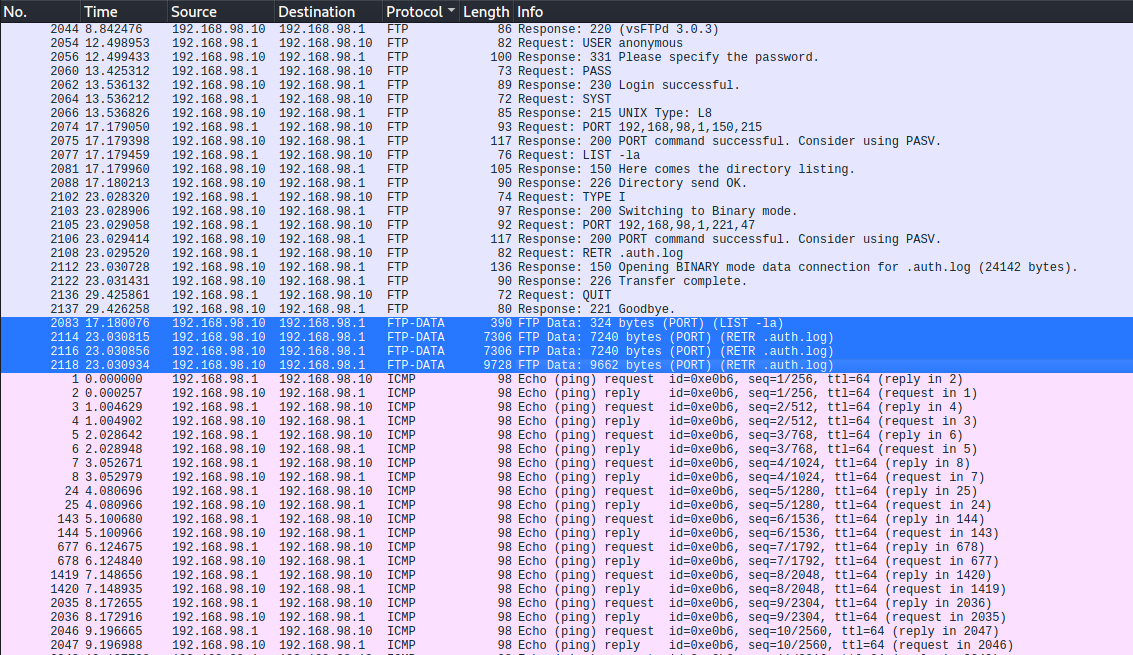 No. Time Source Destination Protocol Length Info
2044 8.842476 192.168.98.10 192.168.98.1 FTP 86 Response: 220 (vsFTPd 3.0.3)
2054 12.498953 192.168.98.1 192.168.98.10 FTP 82 Request: USER anonymous
2056 12.499433 192.168.98.10 192.168.98.1 FTP 100 Response: 331 Please specify the password.
2060 13.425312 192.168.98.1 192.168.98.10 FTP 73 Request: PASS
2062 13.536132 192.168.98.10 192.168.98.1 FTP 89 Response: 230 Login successful.
2064 13.536212 192.168.98.1 192.168.98.10 FTP 72 Request: SYST
2066 13.536826 192.168.98.10 192.168.98.1 FTP 85 Response: 215 UNIX Type: L8
2074 17.179050 192.168.98.1 192.168.98.10 FTP 93 Request: PORT 192,168,98,1,150,215
2075 17.179398 192.168.98.10 192.168.98.1 FTP 117 Response: 200 PORT command successful. Consider using PASV.
2077 17.179459 192.168.98.1 192.168.98.10 FTP 76 Request: LIST -la
2081 17.179960 192.168.98.10 192.168.98.1 FTP 105 Response: 150 Here comes the directory listing.
2088 17.180213 192.168.98.10 192.168.98.1 FTP 90 Response: 226 Directory send OK.
2102 23.028320 192.168.98.1 192.168.98.10 FTP 74 Request: TYPE I
2103 23.028906 192.168.98.10 192.168.98.1 FTP 97 Response: 200 Switching to Binary mode.
2105 23.029058 192.168.98.1 192.168.98.10 FTP 92 Request: PORT 192,168,98,1,221,47
2106 23.029414 192.168.98.10 192.168.98.1 FTP 117 Response: 200 PORT command successful. Consider using PASV.
2108 23.029520 192.168.98.1 192.168.98.10 FTP 82 Request: RETR .auth.log
2112 23.030728 192.168.98.10 192.168.98.1 FTP 136 Response: 150 Opening BINARY mode data connection for .auth.log (24142 bytes).
2122 23.031431 192.168.98.10 192.168.98.1 FTP 90 Response: 226 Transfer complete.
2136 29.425861 192.168.98.1 192.168.98.10 FTP 72 Request: QUIT
2137 29.426258 192.168.98.10 192.168.98.1 FTP 80 Response: 221 Goodbye.
2083 17.180076 192.168.98.10 192.168.98.1 FTP-DATA 390 FTP Data: 324 bytes (PORT) (LIST -la)
2114 23.030815 192.168.98.10 192.168.98.1 FTP-DATA 7306 FTP Data: 7240 bytes (PORT) (RETR .auth.log)
2116 23.030856 192.168.98.10 192.168.98.1 FTP-DATA 7306 FTP Data: 7240 bytes (PORT) (RETR .auth.log)
2118 23.030934 192.168.98.10 192.168.98.1 FTP-DATA 9728 FTP Data: 9662 bytes (PORT) (RETR .auth.log)
1 0.000000 192.168.98.1 192.168.98.10 ICMP 98 Echo (ping) request id=0xe0b6, seq=1/256, ttl=64 (reply in 2)
2 0.000257 192.168.98.10 192.168.98.1 ICMP 98 Echo (ping) reply id=0xe0b6, seq=1/256, ttl=64 (request in 1)
3 1.004629 192.168.98.1 192.168.98.10 ICMP 98 Echo (ping) request id=0xe0b6, seq=2/512, ttl=64 (reply in 4)
4 1.004902 192.168.98.10 192.168.98.1 ICMP 98 Echo (ping) reply id=0xe0b6, seq=2/512, ttl=64 (request in 3)
5 2.028642 192.168.98.1 192.168.98.10 ICMP 98 Echo (ping) request id=0xe0b6, seq=3/768, ttl=64 (reply in 6)
6 2.028948 192.168.98.10 192.168.98.1 ICMP 98 Echo (ping) reply id=0xe0b6, seq=3/768, ttl=64 (request in 5)
7 3.052671 192.168.98.1 192.168.98.10 ICMP 98 Echo (ping) request id=0xe0b6, seq=4/1024, ttl=64 (reply in 8)
8 3.052979 192.168.98.10 192.168.98.1 ICMP 98 Echo (ping) reply id=0xe0b6, seq=4/1024, ttl=64 (request in 7)
24 4.080696 192.168.98.1 192.168.98.10 ICMP 98 Echo (ping) request id=0xe0b6, seq=5/1280, ttl=64 (reply in 25)
25 4.080966 192.168.98.10 192.168.98.1 ICMP 98 Echo (ping) reply id=0xe0b6, seq=5/1280, ttl=64 (request in 24)
143 5.100680 192.168.98.1 192.168.98.10 ICMP 98 Echo (ping) request id=0xe0b6, seq=6/1536, ttl=64 (reply in 144)
144 5.100966 192.168.98.10 192.168.98.1 ICMP 98 Echo (ping) reply id=0xe0b6, seq=6/1536, ttl=64 (request in 143)
677 6.124675 192.168.98.1 192.168.98.10 ICMP 98 Echo (ping) request id=0xe0b6, seq=7/1792, ttl=64 (reply in 678)
678 6.124840 192.168.98.10 192.168.98.1 ICMP 98 Echo (ping) reply id=0xe0b6, seq=7/1792, ttl=64 (request in 677)
1419 7.148656 192.168.98.1 192.168.98.10 ICMP 98 Echo (ping) request id=0xe0b6, seq=8/2048, ttl=64 (reply in 1420)
1420 7.148935 192.168.98.10 192.168.98.1 ICMP 98 Echo (ping) reply id=0xe0b6, seq=8/2048, ttl=64 (request in 1419)
2035 8.172655 192.168.98.1 192.168.98.10 ICMP 98 Echo (ping) request id=0xe0b6, seq=9/2304, ttl=64 (reply in 2036)
2036 8.172916 192.168.98.10 192.168.98.1 ICMP 98 Echo (ping) reply id=0xe0b6, seq=9/2304, ttl=64 (request in 2035)
2046 9.196665 192.168.98.1 192.168.98.10 ICMP 98 Echo (ping) request id=0xe0b6, seq=10/2560, ttl=64 (reply in 2047)
2047 9.196988 192.168.98.10 192.168.98.1 ICMP 98 Echo (ping) reply id=0xe0b6, seq=10/2560, ttl=64 (request in 2046)